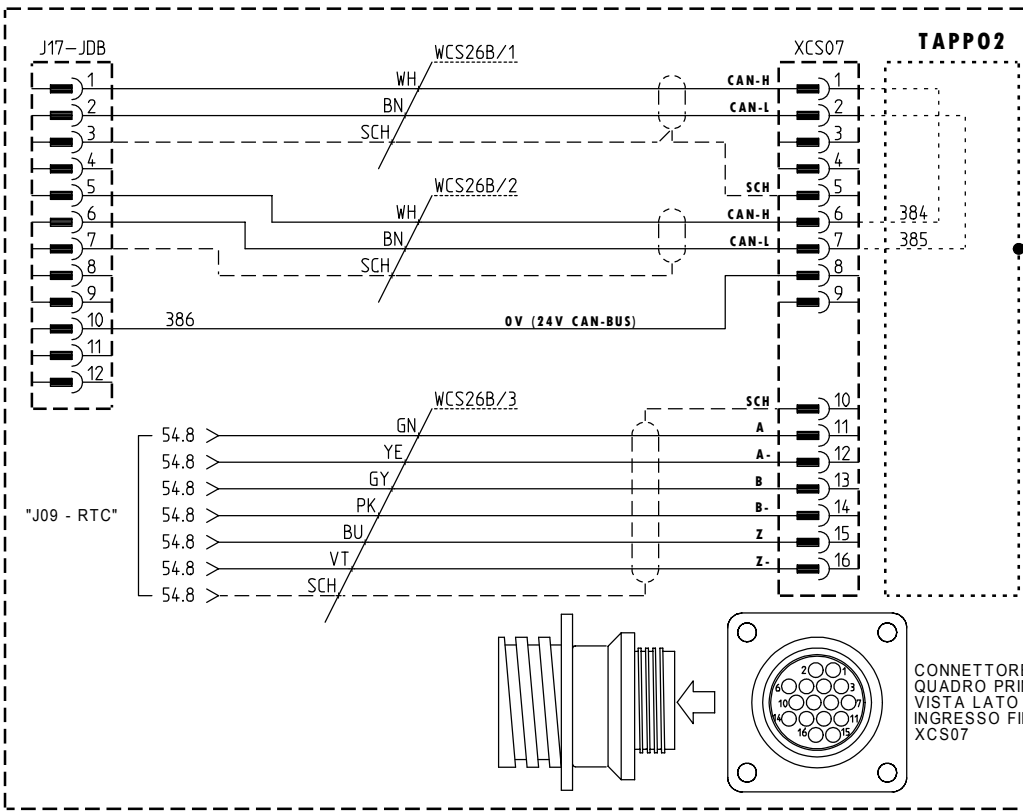 J17-JDB
WCS26B/1
XCS07
TAPPO2
1 WH CAN-H 1
2 BN CAN-L 2
3 SCH 3
4 4
5 WCS26B/2 SCH 5
6 WH CAN-H 6 384
7 BN CAN-L 7 385
8 SCH 8
9 9
10 386 0V (24V CAN-BUS)
11
12
WCS26B/3
SCH 10
54.8 GN A 11
54.8 YE A- 12
54.8 GY B 13
"J09 - RTC" 54.8 PK B- 14
54.8 BU Z 15
54.8 VT Z- 16
54.8 SCH
2 1
6 3
10 7
14 11
16 15
CONNETTORE
QUADRO
VISTA LATO
INGRESSO
XCS07